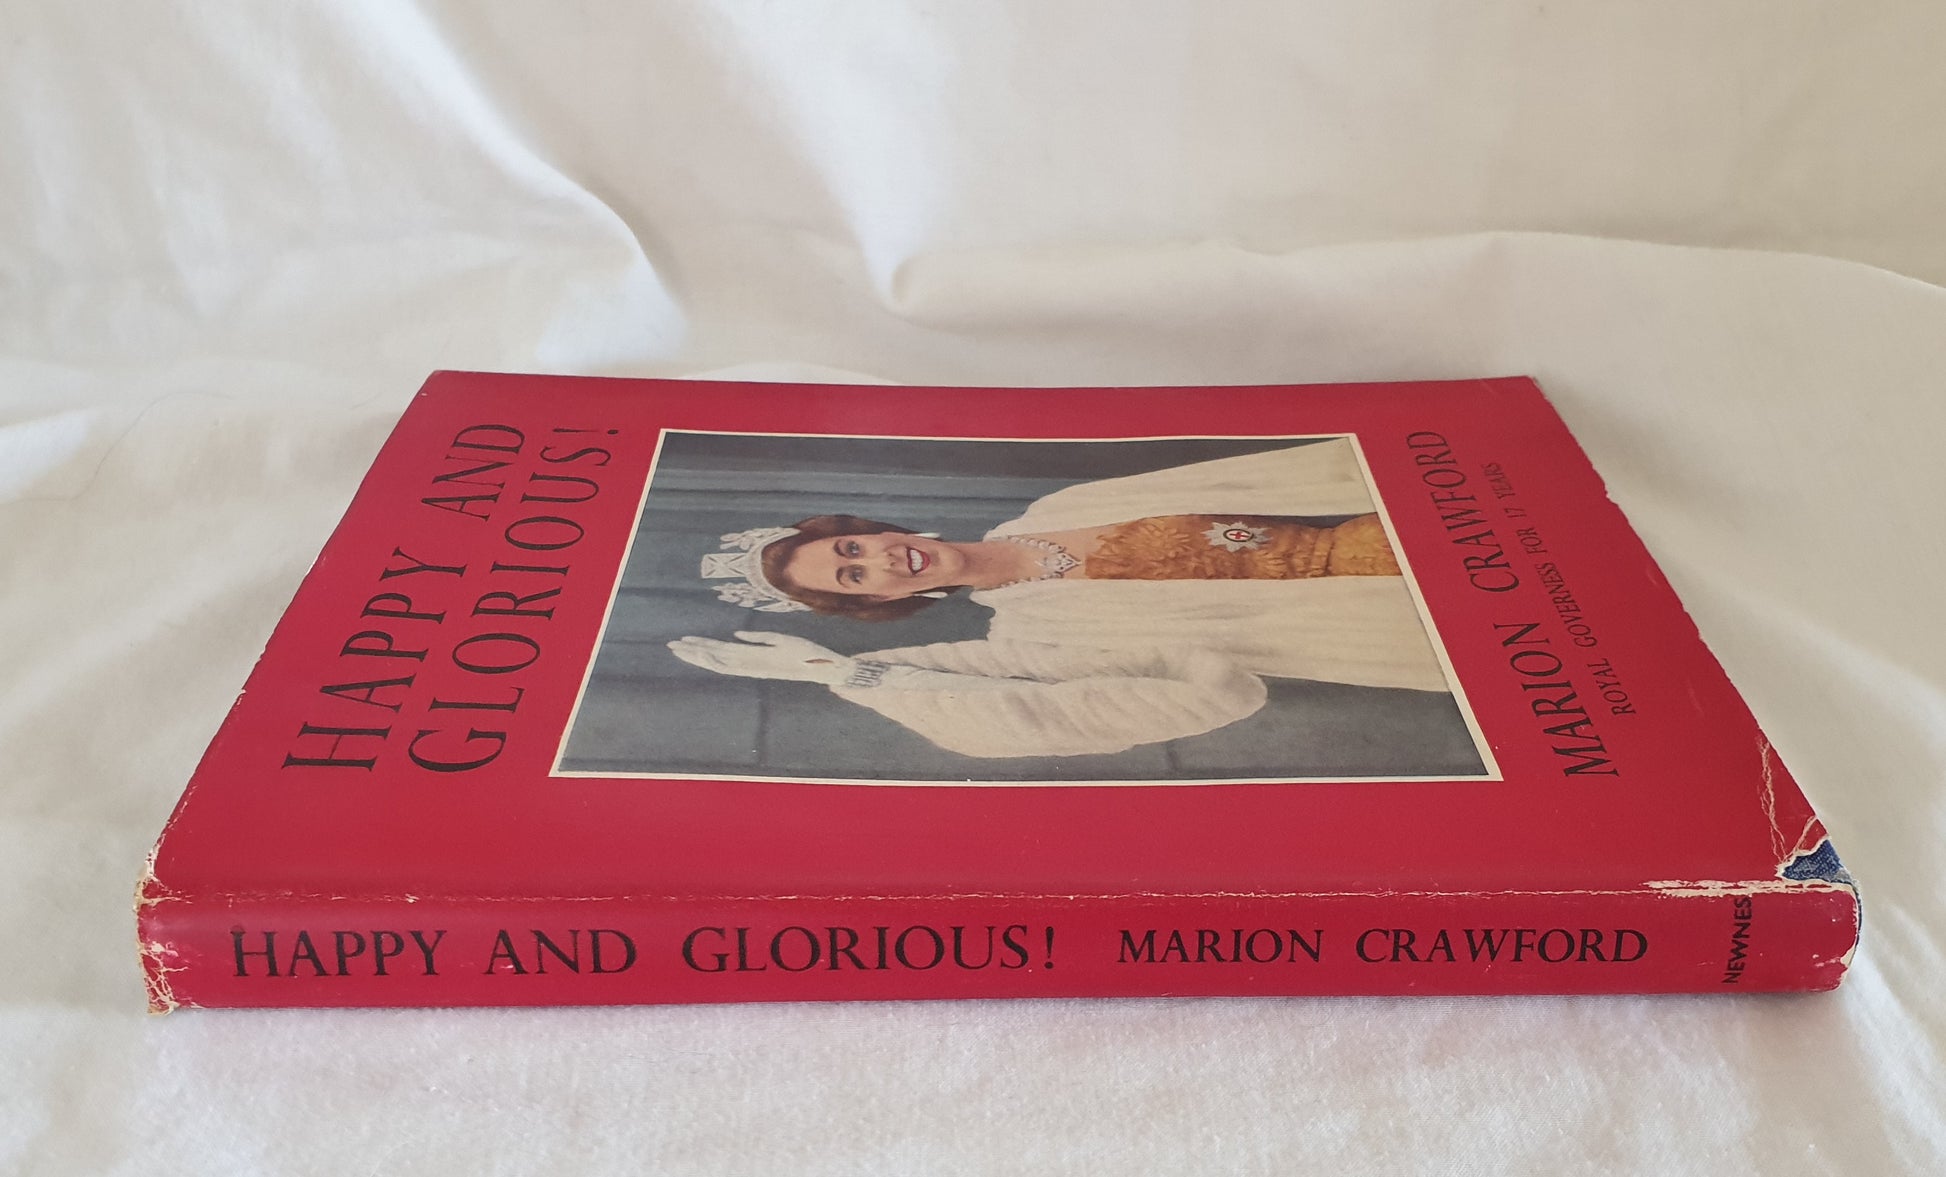 HAPPY AND
GLORIOUS!
MARION CRAWFORD
ROYAL GOVERNESS FOR 17 YEARS
HAPPY AND GLORIOUS! MARION CRAWFORD
NEWNES